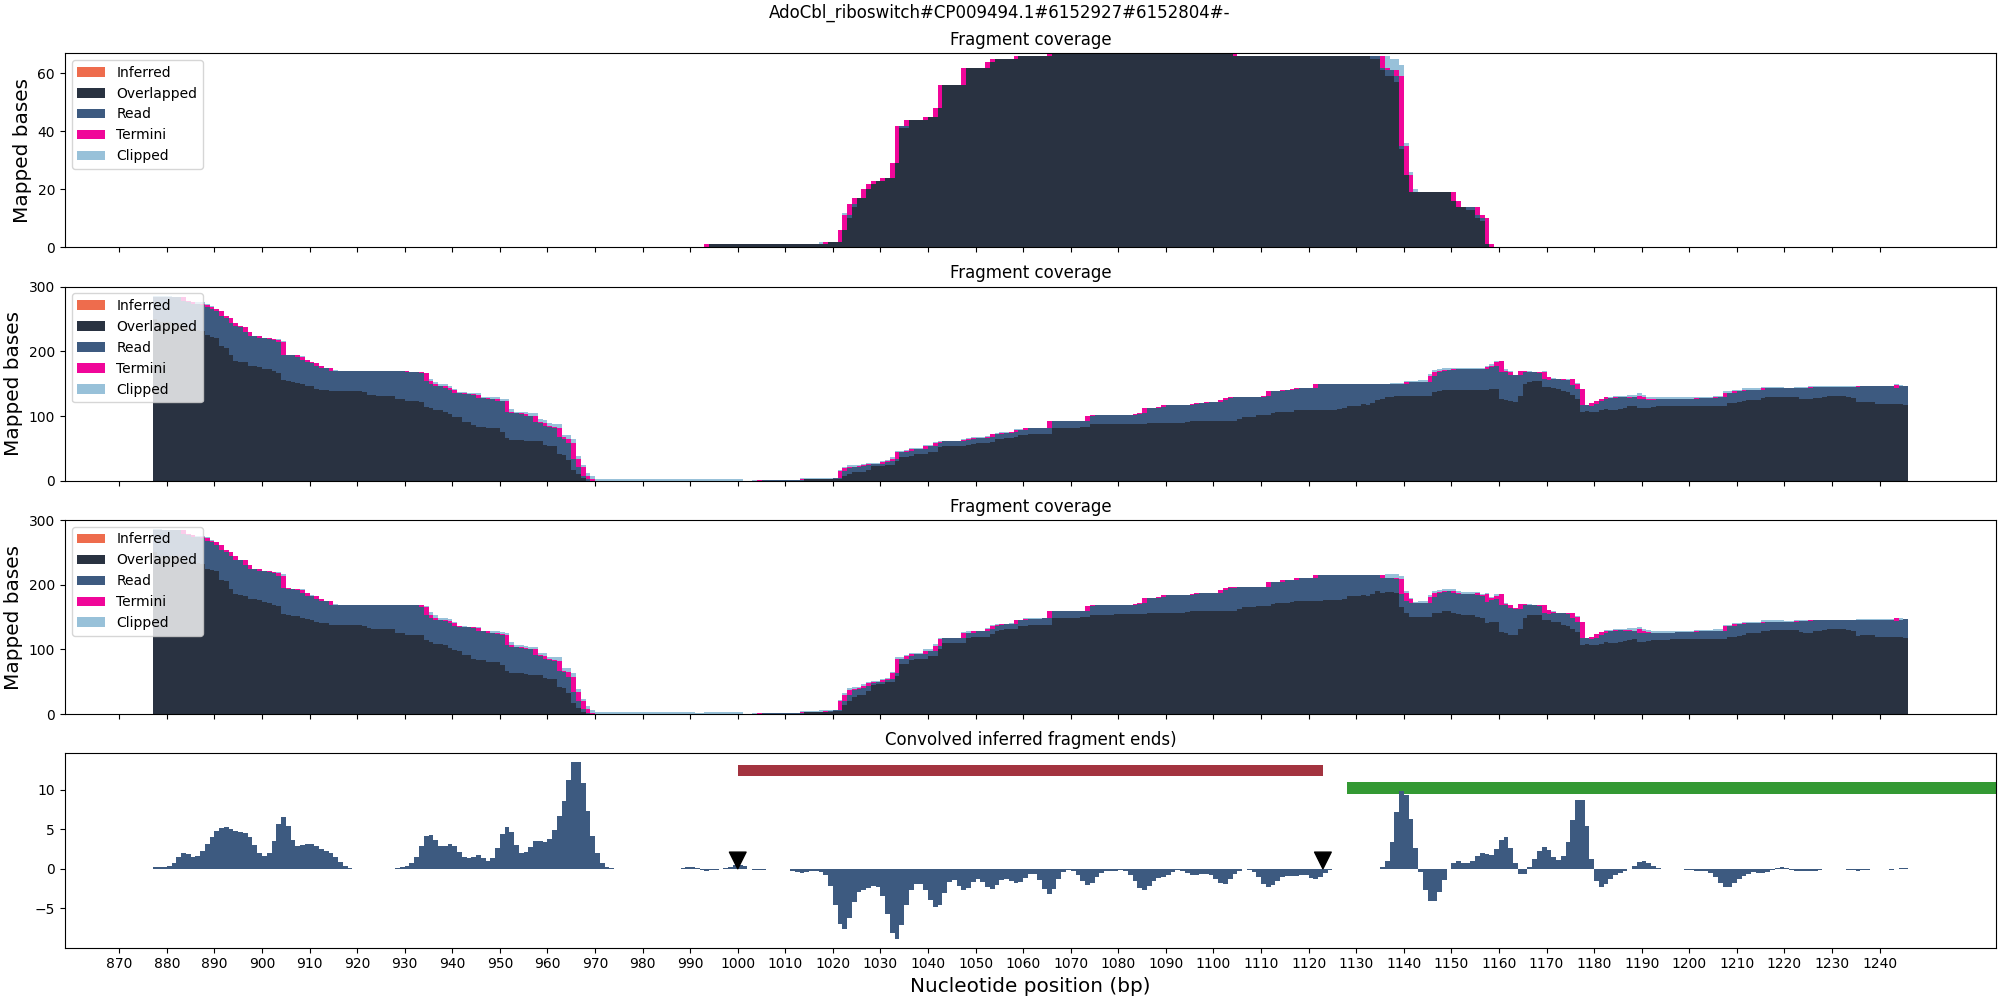 AdoCbl_riboswitch#CP009494.1#6152927#6152804#-
Fragment coverage
Mapped bases
60
40
20
0
Inferred
Overlapped
Read
Termini
Clipped
Fragment coverage
Mapped bases
300
200
100
0
Inferred
Overlapped
Read
Termini
Clipped
Fragment coverage
Mapped bases
300
200
100
0
Inferred
Overlapped
Read
Termini
Clipped
Convolved inferred fragment ends)
10
5
0
−5
870 880 890 900 910 920 930 940 950 960 970 980 990 1000 1010 1020 1030 1040 1050 1060 1070 1080 1090 1100 1110 1120 1130 1140 1150 1160 1170 1180 1190 1200 1210 1220 1230 1240
Nucleotide position (bp)